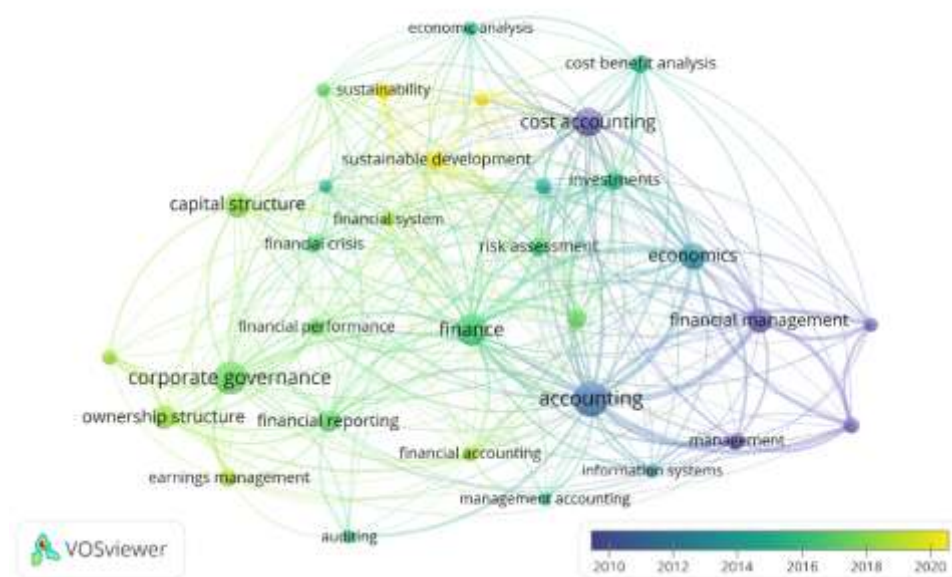 economic analysis
cost benefit analysis
sustainability
cost accounting
sustainable development
investments
capital structure
financial system
financial crisis
risk assessment
economics
financial performance
finance
financial management
corporate governance
accounting
ownership structure
financial reporting
management
financial accounting
information systems
earnings management
management accounting
auditing
VOSviewer
2010 2012 2014 2016 2018 2020